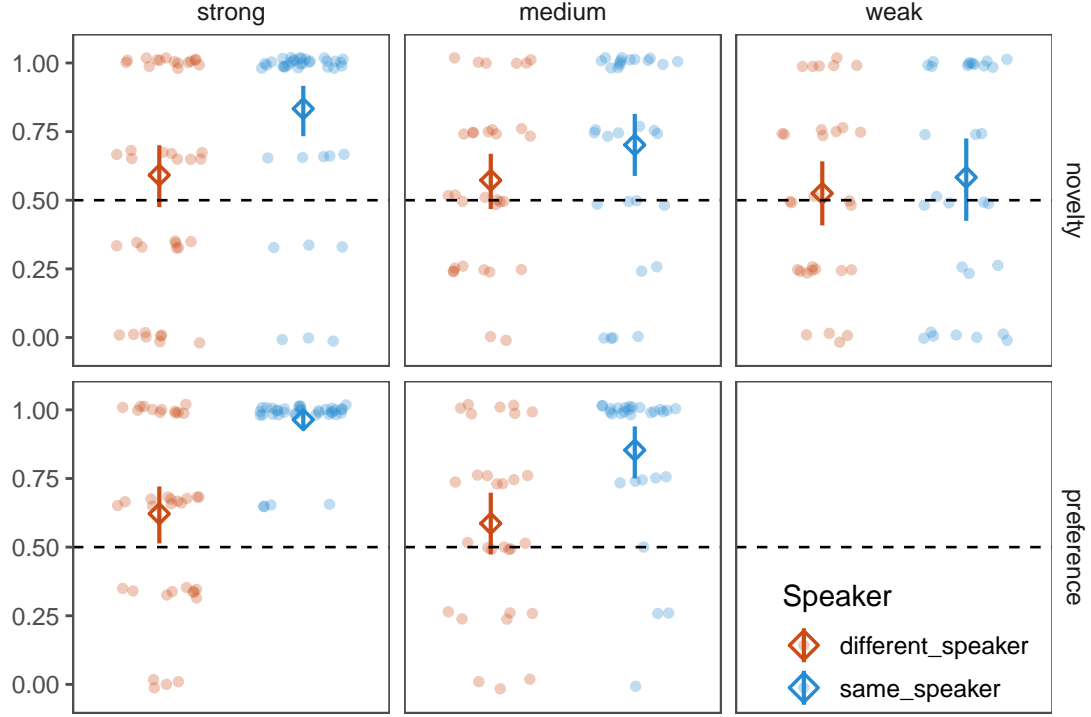 strong medium weak
1.00
0.75
0.50
0.25
0.00
novelty
1.00
0.75
0.50
0.25
0.00
preference
Speaker
different_speaker
same_speaker